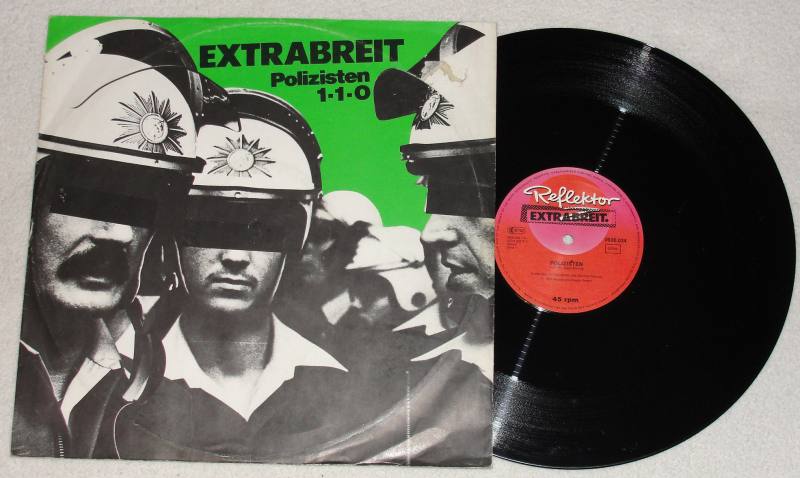 EXTRABREIT
Polizisten
1-1-0
Reflektor
EXTRABREIT.
POLIZISTEN
45 rpm